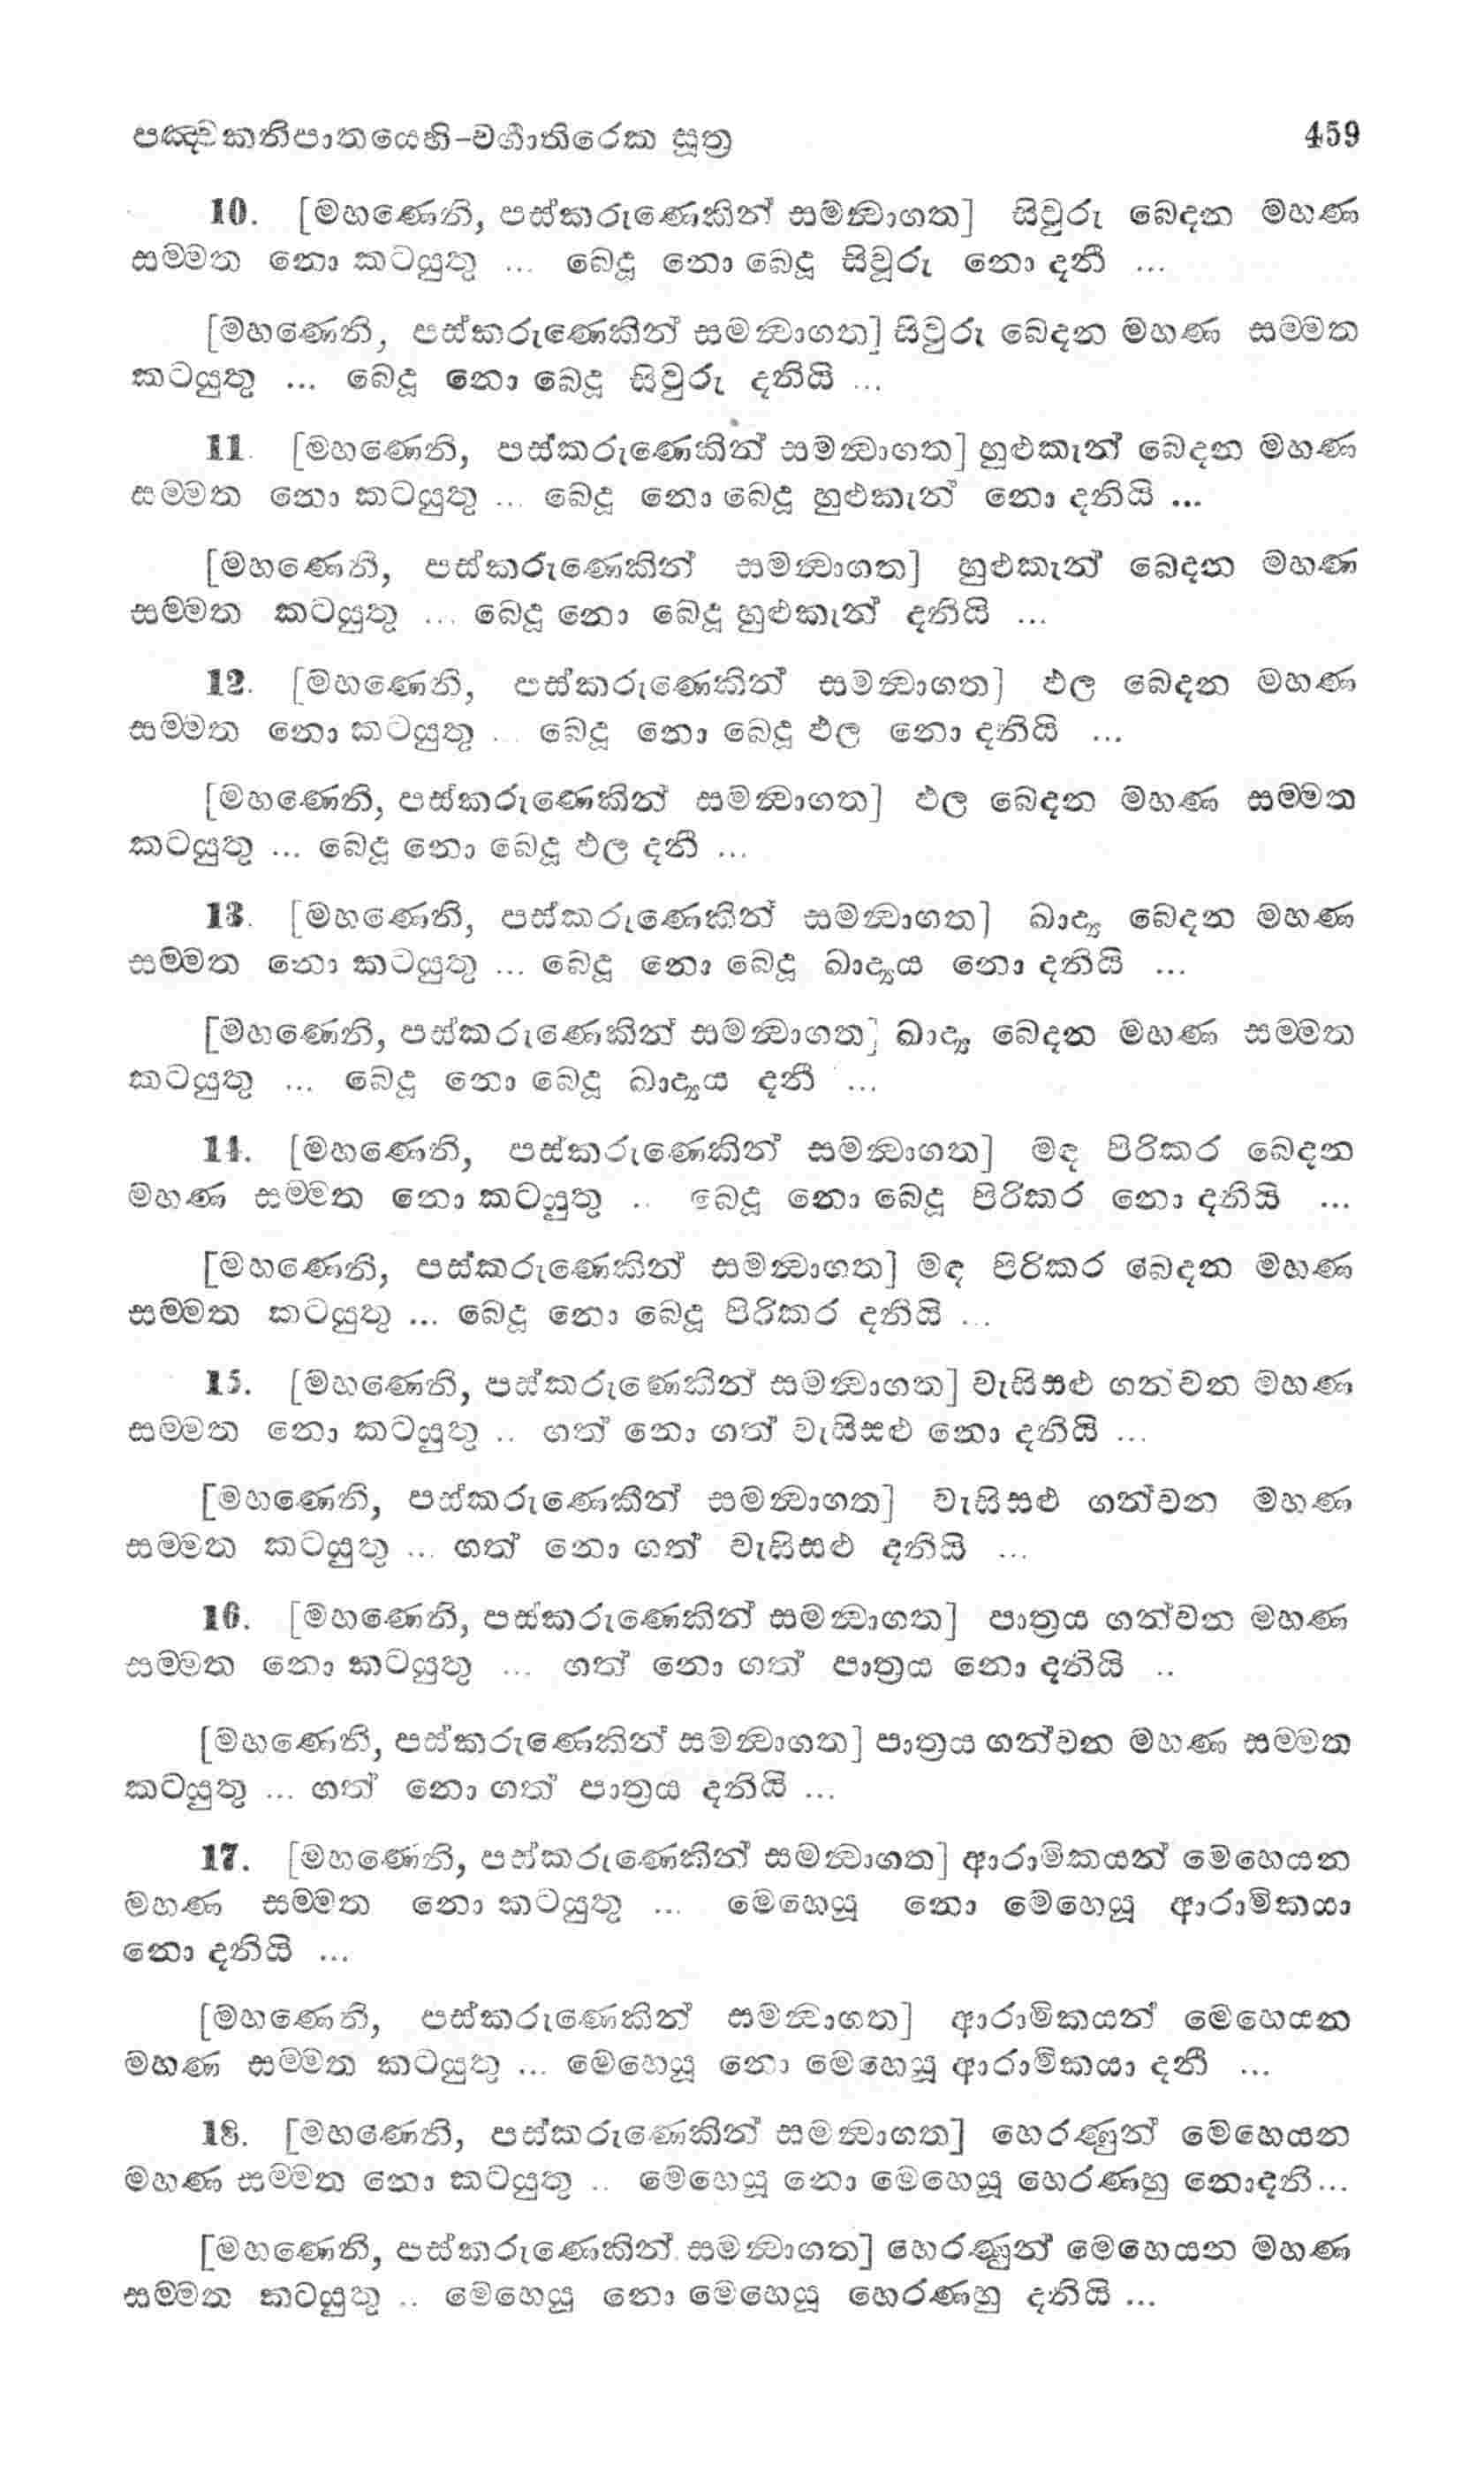 පඤ්චකනිපාතයෙහි-වර්‍ගාතිරේක සූත්‍ර 459
10. [මහණෙනි, පස්කරුණෙකින් සමන්‍වාගත] සිවුරු බෙදන මහණ
සම්මත නො කටයුතු ... බෙදූ නො බෙදූ සිවූරු නො දනී ...
[මහණෙනි, පස්කරුණෙකින් සමන්‍වාගත] සිවුරු බෙදන මහණ සම්මත
කටයුතු ... බෙදූ නො බෙදූ සිවුරු දනියි ...
11. [මහණෙනි, පස්කරුණෙකින් සමන්‍වාගත] හුළුකැන් බෙදන මහණ
සම්මත නො කටයුතු ... බෙදූ නො බෙදූ හුළුකැන් නො දනියි ...
[මහණෙනි, පස්කරුණෙකින් සමන්‍වාගත] හුළුකැන් බෙදන මහණ
සම්මත කටයුතු ... බෙදූ නො බෙදූ හුළුකැන් දනියි ...
12. [මහණෙනි, පස්කරුණෙකින් සමන්‍වාගත] ඵල බෙදන මහණ
සම්මත නො කටයුතු ... බෙදූ නො බෙදූ ඵල නො දනියි ...
[මහණෙනි, පස්කරුණෙකින් සමන්‍වාගත] ඵල බෙදන මහණ සම්මත
කටයුතු ... බෙදූ නො බෙදූ ඵල දනී ...
13. [මහණෙනි, පස්කරුණෙකින් සමන්‍වාගත] ඛාද්‍ය බෙදන මහණ
සම්මත නො කටයුතු ... බෙදූ නො බෙදූ ඛාද්‍යය නො දනියි ...
[මහණෙනි, පස්කරුණෙකින් සමන්‍වාගත] ඛාද්‍ය බෙදන මහණ සම්මත
කටයුතු ... බෙදූ නො බෙදූ ඛාද්‍යය දනී ...
14. [මහණෙනි, පස්කරුණෙකින් සමන්‍වාගත] මඳ පිරිකර බෙදන
මහණ සම්මත නො කටයුතු .. බෙදූ නො බෙදූ පිරිකර නො දනියි ...
[මහණෙනි, පස්කරුණෙකින් සමන්‍වාගත] මඳ පිරිකර බෙදන මහණ
සම්මත කටයුතු ... බෙදූ නො බෙදූ පිරිකර දනියි ...
15. [මහණෙනි, පස්කරුණෙකින් සමන්‍වාගත] වැසිසළු ගන්වන මහණ
සම්මත නො කටයුතු .. ගත් නො ගත් වැසිසළු නො දනියි ...
[මහණෙනි, පස්කරුණෙකින් සමන්‍වාගත] වැසිසළු ගන්වන මහණ
සම්මත කටයුතු ... ගත් නො ගත් වැසිසළු දනියි ...
16. [මහණෙනි, පස්කරුණෙකින් සමන්‍වාගත] පාත්‍රය ගන්වන මහණ
සම්මත නො කටයුතු ... ගත් නො ගත් පාත්‍රය නො දනියි ..
[මහණෙනි, පස්කරුණෙකින් සමන්‍වාගත] පාත්‍රය ගන්වන මහණ සම්මත
කටයුතු ... ගත් නො ගත් පාත්‍රය දනියි ...
17. [මහණෙනි, පස්කරුණෙකින් සමන්‍වාගත] ආරාමිකයන් මෙහෙයන
මහණ සම්මත නො කටයුතු ... මෙහෙයූ නො මෙහෙයූ ආරාමිකයා
නො දනියි ...
[මහණෙනි, පස්කරුණෙකින් සමන්‍වාගත] ආරාමිකයන් මෙහෙයන
මහණ සම්මත කටයුතු ... මෙහෙයූ නො මෙහෙයූ ආරාමිකයා දනී ...
18. [මහණෙනි, පස්කරුණෙකින් සමන්‍වාගත] හෙරණුන් මෙහෙයන
මහණ සම්මත නො කටයුතු .. මෙහෙයූ නො මෙහෙයූ හෙරණහු නොදනි...
[මහණෙනි, පස්කරුණෙකින් සමන්‍වාගත] හෙරණුන් මෙහෙයන මහණ
සම්මත කටයුතු .. මෙහෙයූ නො මෙහෙයූ හෙරණහු දනියි ...